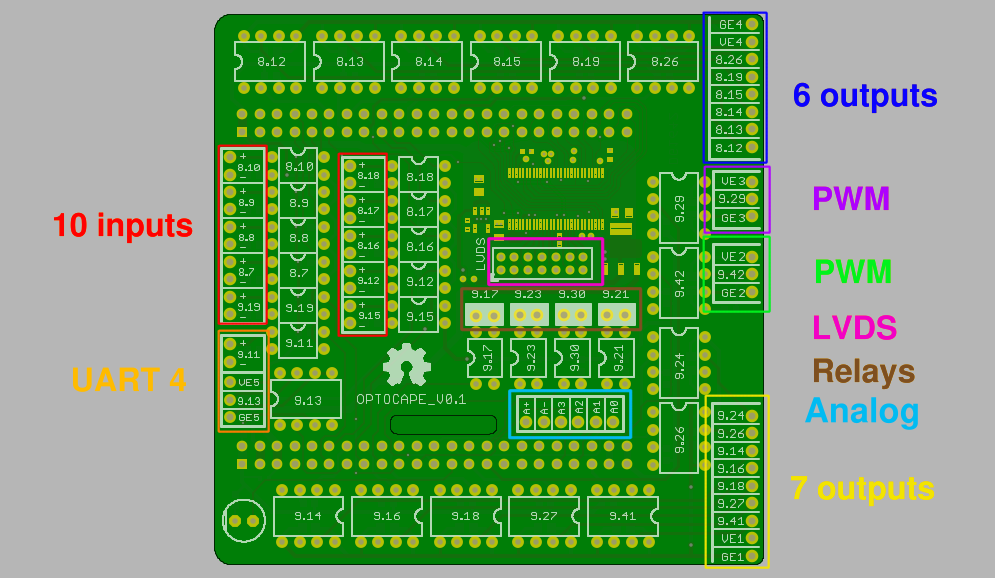 8.12 8.13 8.14 8.15 8.19 8.26
GE4
VE4
8.26
8.19
8.15
8.14
8.13
8.12
6 outputs
10 inputs
+
8.10
-
+
8.9
-
+
8.8
-
+
8.7
-
+
9.19
-
8.10
8.9
8.8
8.7
9.19
9.11
+
8.18
-
+
8.17
-
+
8.16
-
+
9.12
-
+
9.15
-
8.18
8.17
8.16
9.12
9.15
9.29
9.42
9.24
9.26
VE3
9.29
GE3
PWM
VE2
9.42
GE2
PWM
LVDS
LVDS
9.17 9.23 9.30 9.21
9.17 9.23 9.30 9.21
Relays
Analog
UART 4
+
9.11
-
VE5
9.13
GE5
9.13
OPTOCAPE_V0.1
A+ A- A3 A2 A1 A0
9.24
9.26
9.14
9.16
9.18
9.27
9.41
VE1
GE1
7 outputs
9.14 9.16 9.18 9.27 9.41